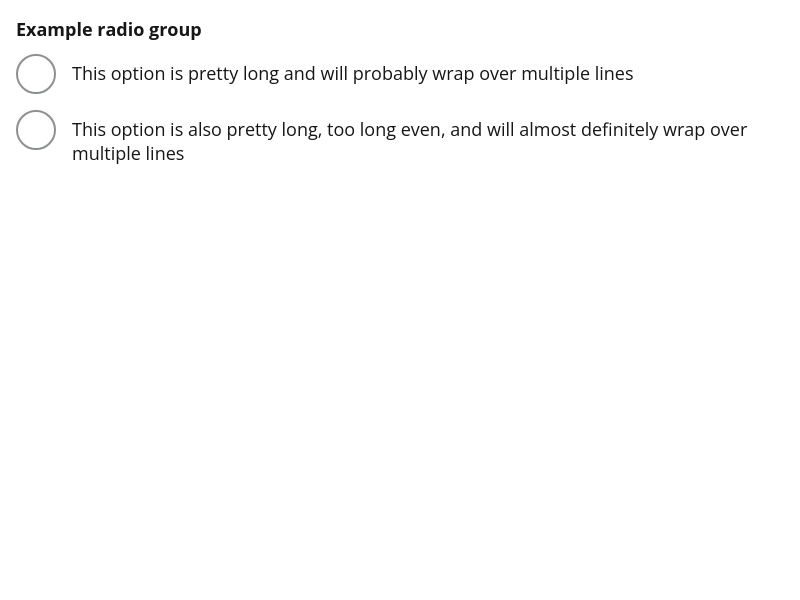 Example radio group
This option is pretty long and will probably wrap over multiple lines
This option is also pretty long, too long even, and will almost definitely wrap over
multiple lines